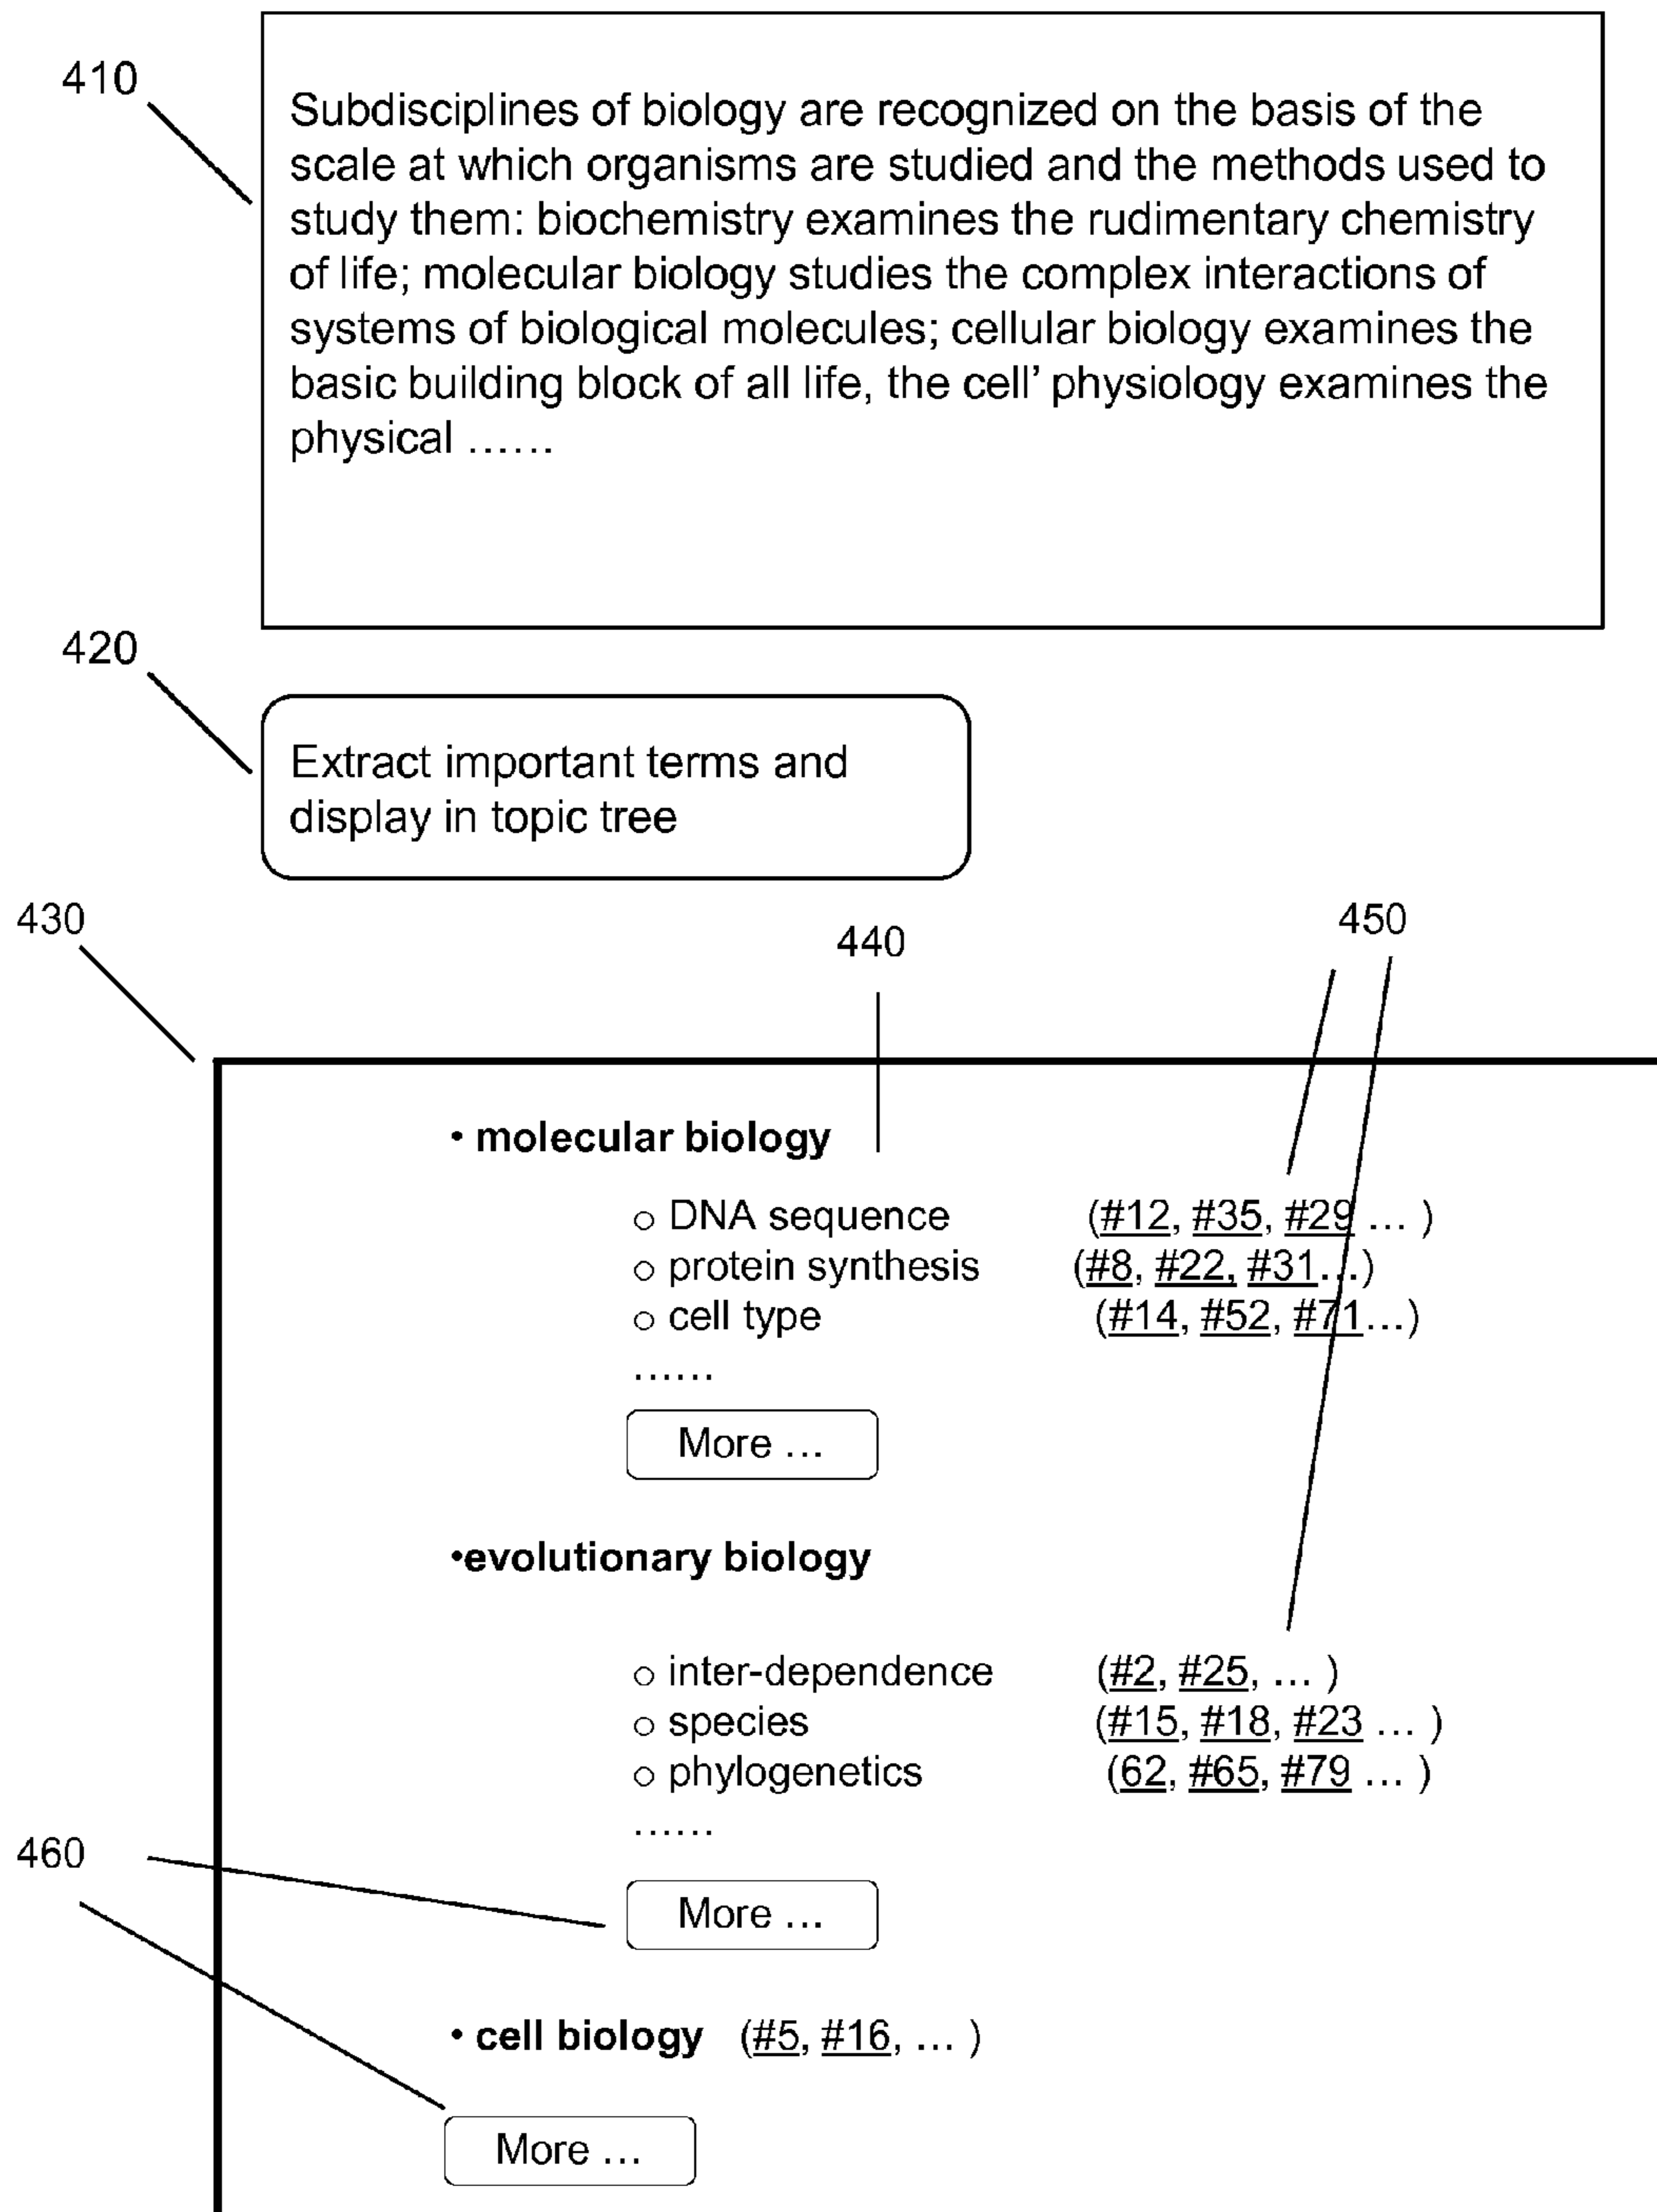 410
Subdisciplines of biology are recognized on the basis of the
scale at which organisms are studied and the methods used to
study them: biochemistry examines the rudimentary chemistry
of life; molecular biology studies the complex interactions of
systems of biological molecules; cellular biology examines the
basic building block of all life, the cell' physiology examines the
physical ......
420
Extract important terms and
display in topic tree
430
440
450
• molecular biology
○ DNA sequence (#12, #35, #29 ... )
○ protein synthesis (#8, #22, #31...)
○ cell type (#14, #52, #71...)
......
More ...
•evolutionary biology
○ inter-dependence (#2, #25, ... )
○ species (#15, #18, #23 ... )
○ phylogenetics (62, #65, #79 ... )
......
460
More ...
• cell biology (#5, #16, ... )
More ...